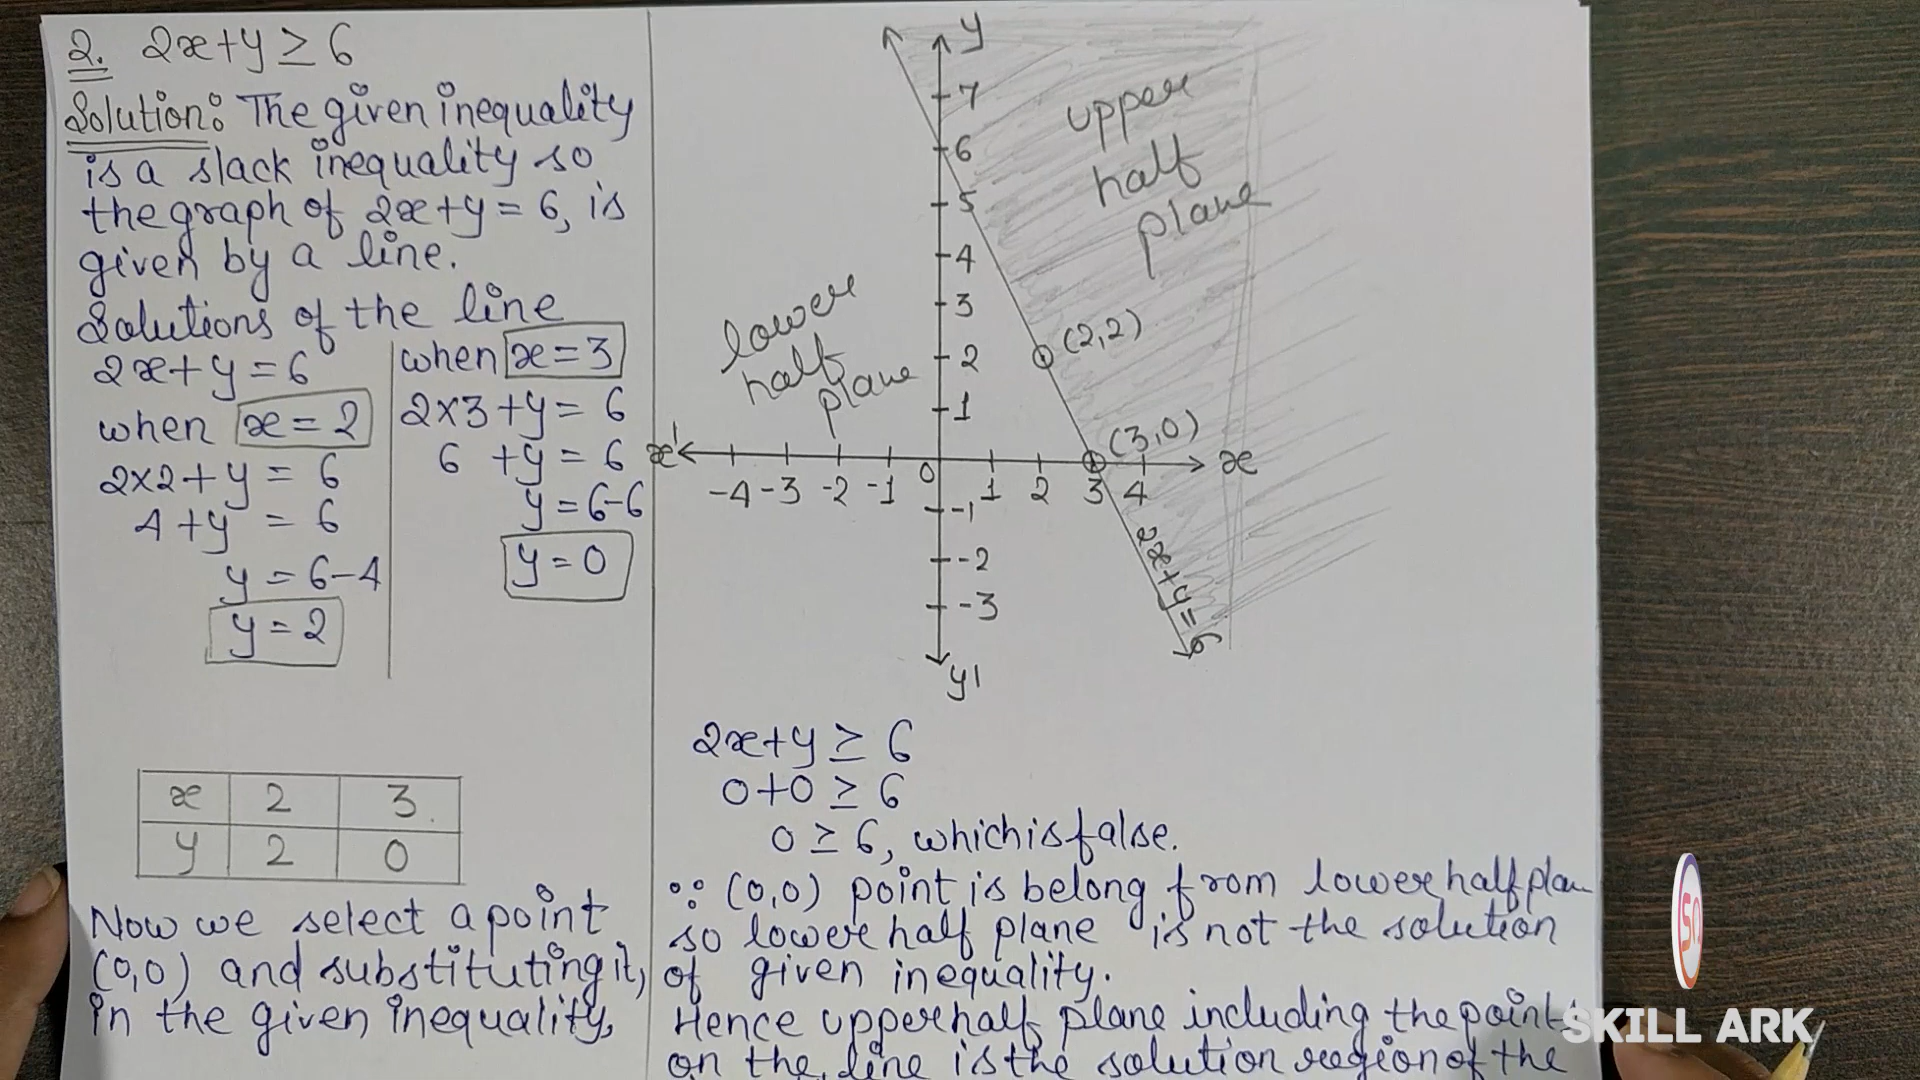 2. 2x+y ≥ 6
Solution: The given inequality
is a slack inequality so
the graph of 2x+y = 6, is
given by a line.
Solutions of the line
2x+y = 6
when x = 2
2×2+y = 6
4+y = 6
y = 6-4
y = 2
when x = 3
2×3+y = 6
6 +y = 6
y = 6-6
y = 0
x 2 3
y 2 0
Now we select a point
(0,0) and substituting it,
in the given inequality,
y
7
6
5
4
3
2
1
x' -4 -3 -2 -1 0 1 2 3 4 x
-1
-2
-3
y'
upper
half
plane
lower
half
plane
(2,2)
(3,0)
2x+y=6
2x+y ≥ 6
0+0 ≥ 6
0 ≥ 6, which is false.
∵ (0,0) point is belong from lower half plan
so lower half plane is not the solution
of given inequality.
Hence upper half plane including the point
on the line is the solution region of the
SKILL ARK